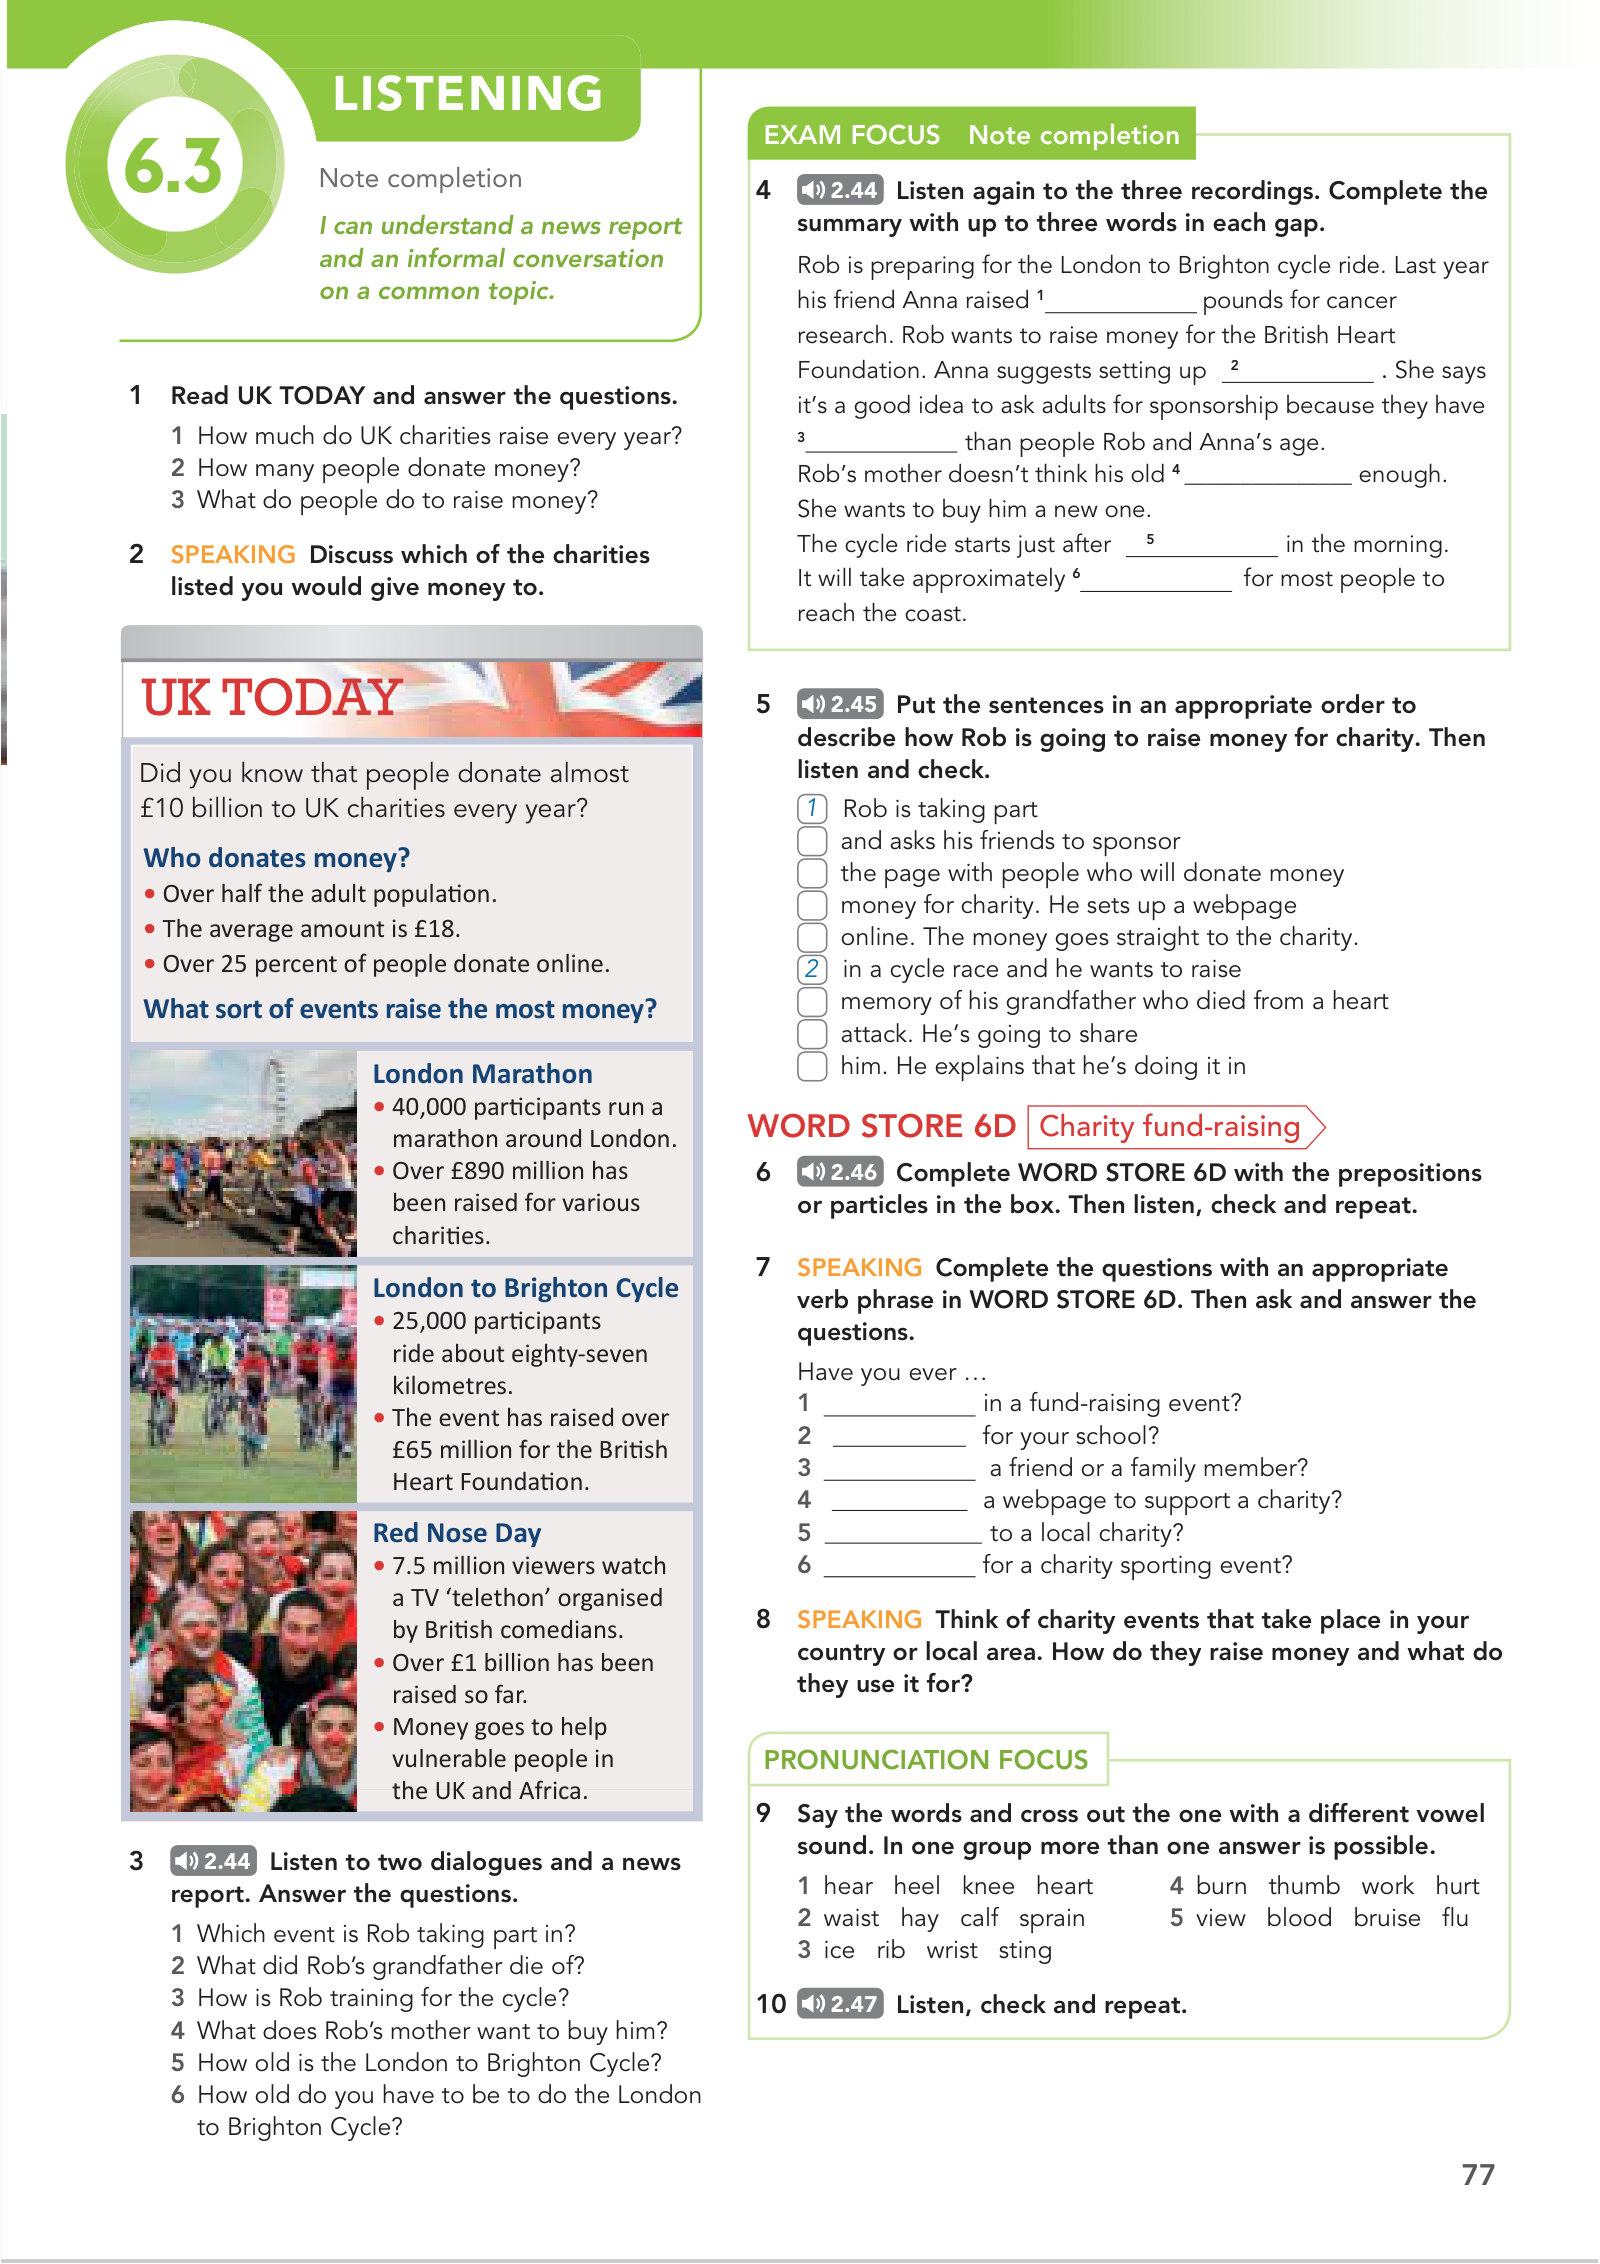 LISTENING
6.3
Note completion
I can understand a news report
and an informal conversation
on a common topic.
1 Read UK TODAY and answer the questions.
1 How much do UK charities raise every year?
2 How many people donate money?
3 What do people do to raise money?
2 SPEAKING Discuss which of the charities
listed you would give money to.
UK TODAY
Did you know that people donate almost
£10 billion to UK charities every year?
Who donates money?
• Over half the adult population.
• The average amount is £18.
• Over 25 percent of people donate online.
What sort of events raise the most money?
London Marathon
• 40,000 participants run a
marathon around London.
• Over £890 million has
been raised for various
charities.
London to Brighton Cycle
• 25,000 participants
ride about eighty-seven
kilometres.
• The event has raised over
£65 million for the British
Heart Foundation.
Red Nose Day
• 7.5 million viewers watch
a TV ‘telethon’ organised
by British comedians.
• Over £1 billion has been
raised so far.
• Money goes to help
vulnerable people in
the UK and Africa.
3 2.44 Listen to two dialogues and a news
report. Answer the questions.
1 Which event is Rob taking part in?
2 What did Rob’s grandfather die of?
3 How is Rob training for the cycle?
4 What does Rob’s mother want to buy him?
5 How old is the London to Brighton Cycle?
6 How old do you have to be to do the London
to Brighton Cycle?
EXAM FOCUS Note completion
4 2.44 Listen again to the three recordings. Complete the
summary with up to three words in each gap.
Rob is preparing for the London to Brighton cycle ride. Last year
his friend Anna raised 1____________ pounds for cancer
research. Rob wants to raise money for the British Heart
Foundation. Anna suggests setting up 2____________ . She says
it’s a good idea to ask adults for sponsorship because they have
3____________ than people Rob and Anna’s age.
Rob’s mother doesn’t think his old 4____________ enough.
She wants to buy him a new one.
The cycle ride starts just after 5____________ in the morning.
It will take approximately 6____________ for most people to
reach the coast.
5 2.45 Put the sentences in an appropriate order to
describe how Rob is going to raise money for charity. Then
listen and check.
1 Rob is taking part
and asks his friends to sponsor
the page with people who will donate money
money for charity. He sets up a webpage
online. The money goes straight to the charity.
2 in a cycle race and he wants to raise
memory of his grandfather who died from a heart
attack. He’s going to share
him. He explains that he’s doing it in
WORD STORE 6D Charity fund-raising
6 2.46 Complete WORD STORE 6D with the prepositions
or particles in the box. Then listen, check and repeat.
7 SPEAKING Complete the questions with an appropriate
verb phrase in WORD STORE 6D. Then ask and answer the
questions.
Have you ever …
1 ____________ in a fund-raising event?
2 ____________ for your school?
3 ____________ a friend or a family member?
4 ____________ a webpage to support a charity?
5 ____________ to a local charity?
6 ____________ for a charity sporting event?
8 SPEAKING Think of charity events that take place in your
country or local area. How do they raise money and what do
they use it for?
PRONUNCIATION FOCUS
9 Say the words and cross out the one with a different vowel
sound. In one group more than one answer is possible.
1 hear heel knee heart
2 waist hay calf sprain
3 ice rib wrist sting
4 burn thumb work hurt
5 view blood bruise flu
10 2.47 Listen, check and repeat.
77